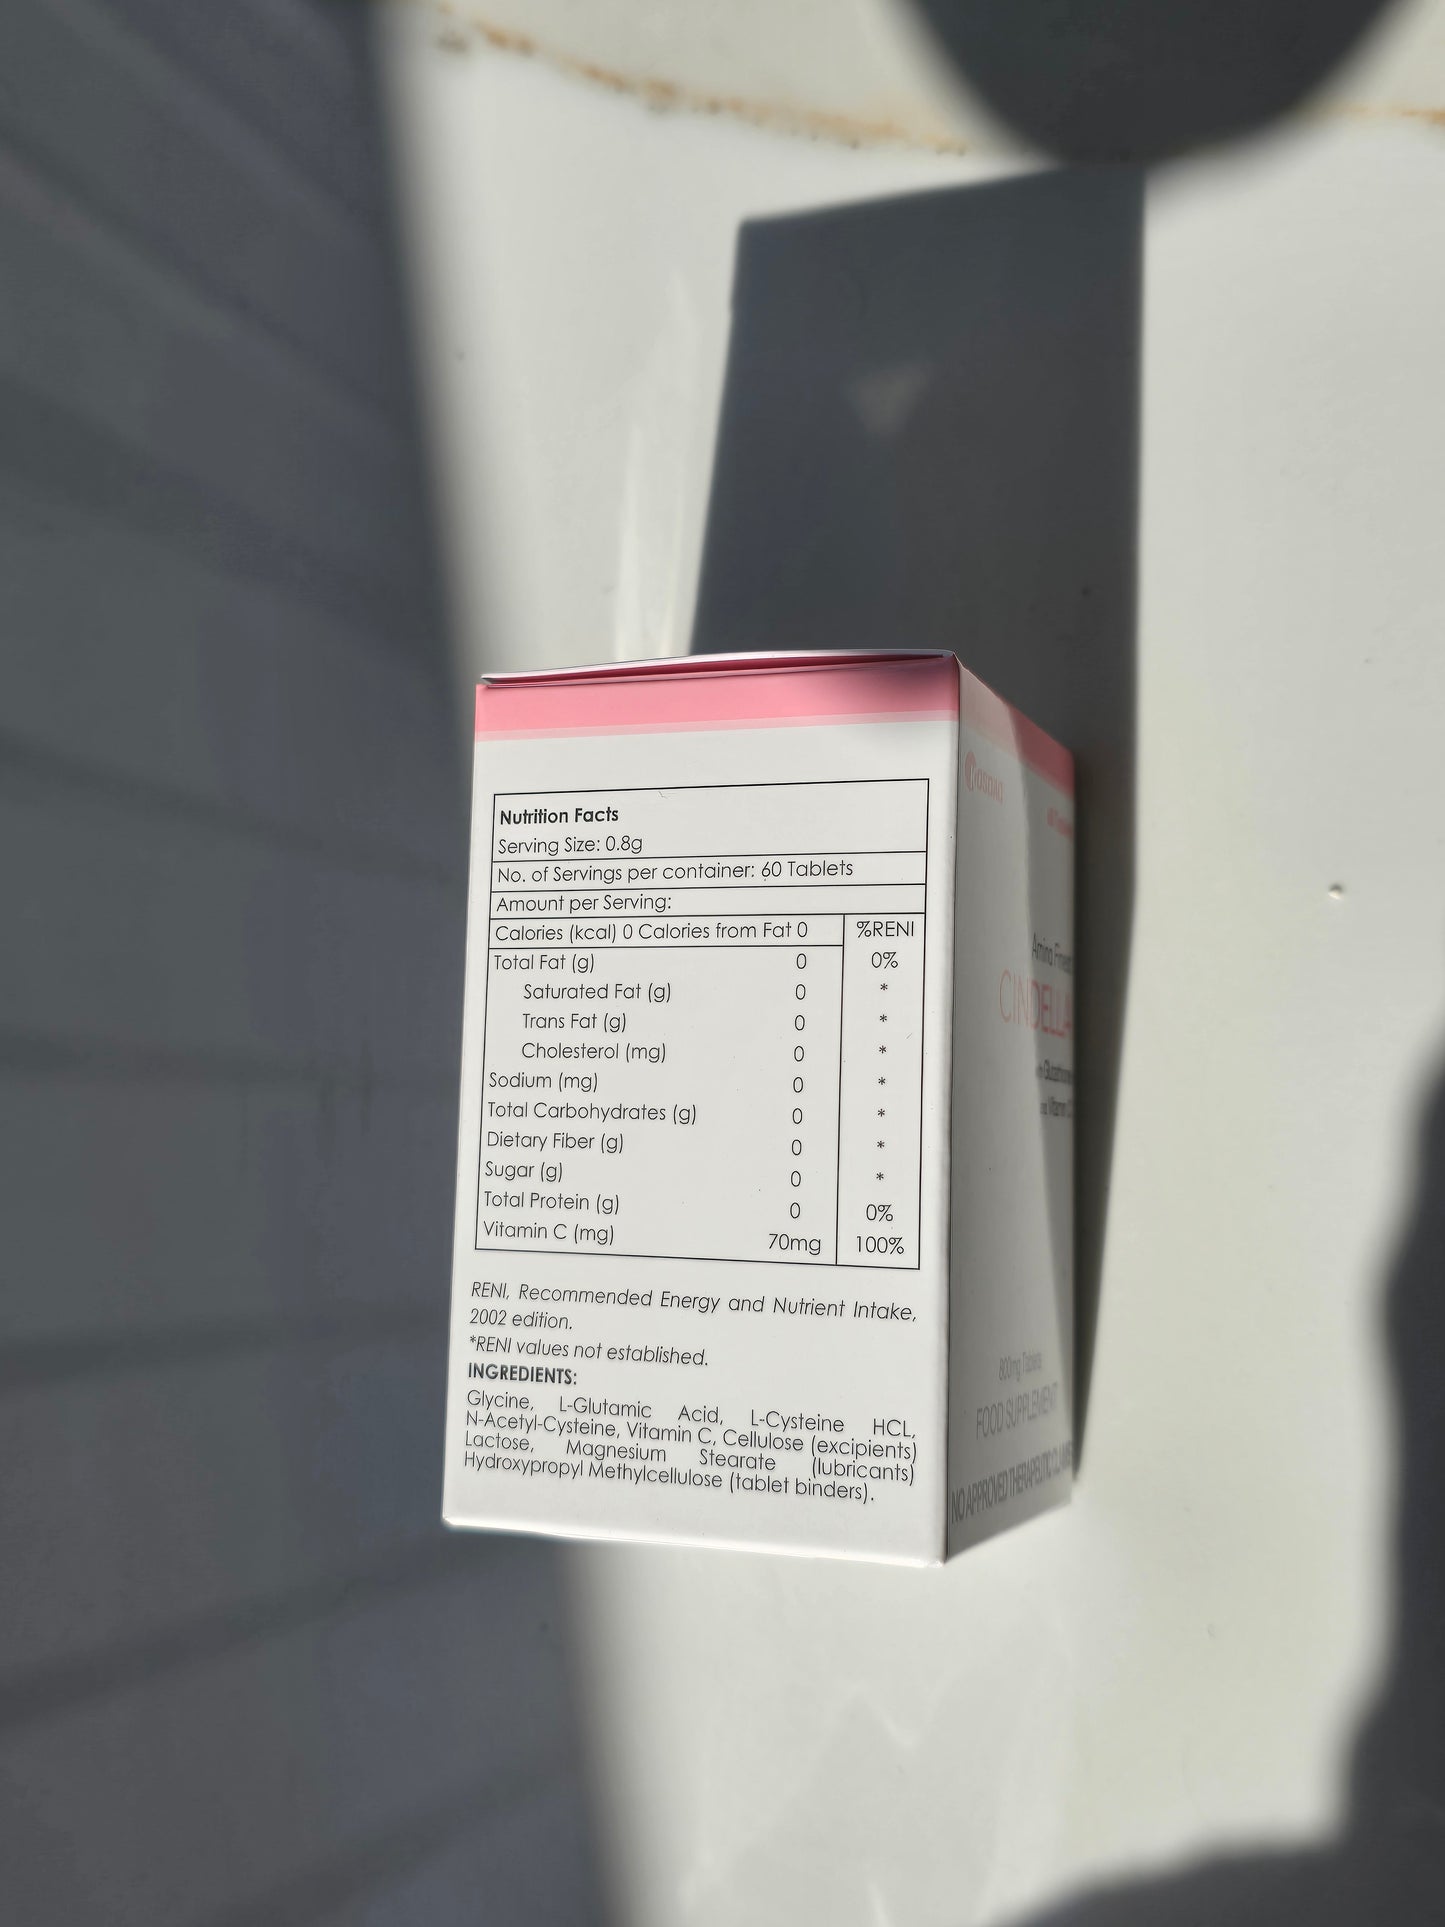 Nutrition Facts
Serving Size: 0.8g
No. of Servings per container: 60 Tablets
Amount per Serving:
Calories (kcal) 0 Calories from Fat 0 %RENI
Total Fat (g) 0 0%
Saturated Fat (g) 0 *
Trans Fat (g) 0 *
Cholesterol (mg) 0 *
Sodium (mg) 0 *
Total Carbohydrates (g) 0 *
Dietary Fiber (g) 0 *
Sugar (g) 0 *
Total Protein (g) 0 0%
Vitamin C (mg) 70mg 100%
RENI, Recommended Energy and Nutrient Intake,
2002 edition.
*RENI values not established.
INGREDIENTS:
Glycine, L-Glutamic Acid, L-Cysteine HCL,
N-Acetyl-Cysteine, Vitamin C, Cellulose (excipients)
Lactose, Magnesium Stearate (lubricants)
Hydroxypropyl Methylcellulose (tablet binders).
Amino
CINDELLA
Vitamin C
800mg Tablets
FOOD SUPPLEMENT
NO APPROVED THERAPEUTIC CLAIMS